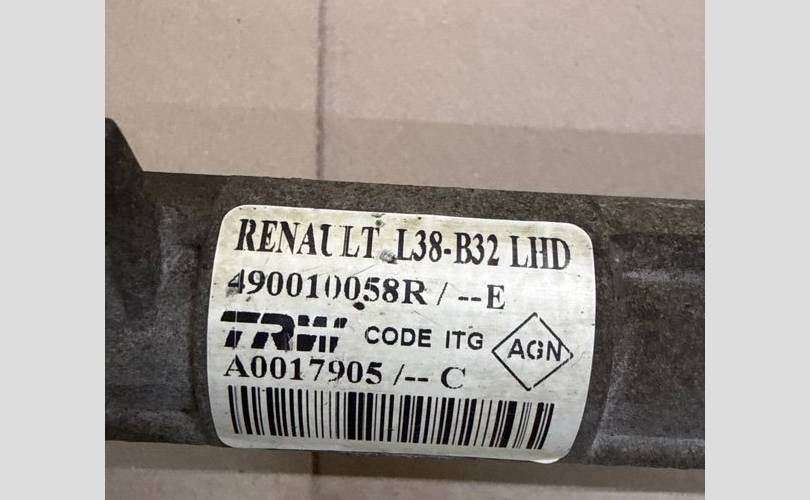 RENAULT L38-B32 LHD
490010058R / --E
TRW CODE ITG AGN
A0017905 /-- C